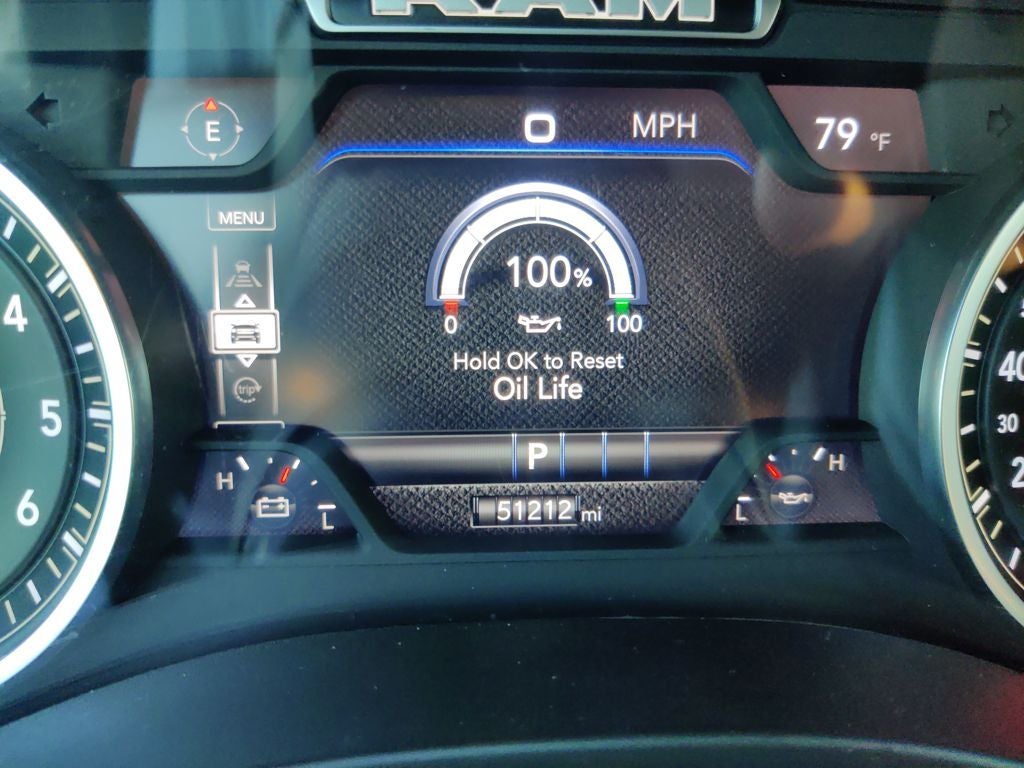 RAM
E
0 MPH
79 °F
MENU
100%
0
100
Hold OK to Reset
Oil Life
trip
P
H
L
51212 mi
L
H
4
5
6
40
30